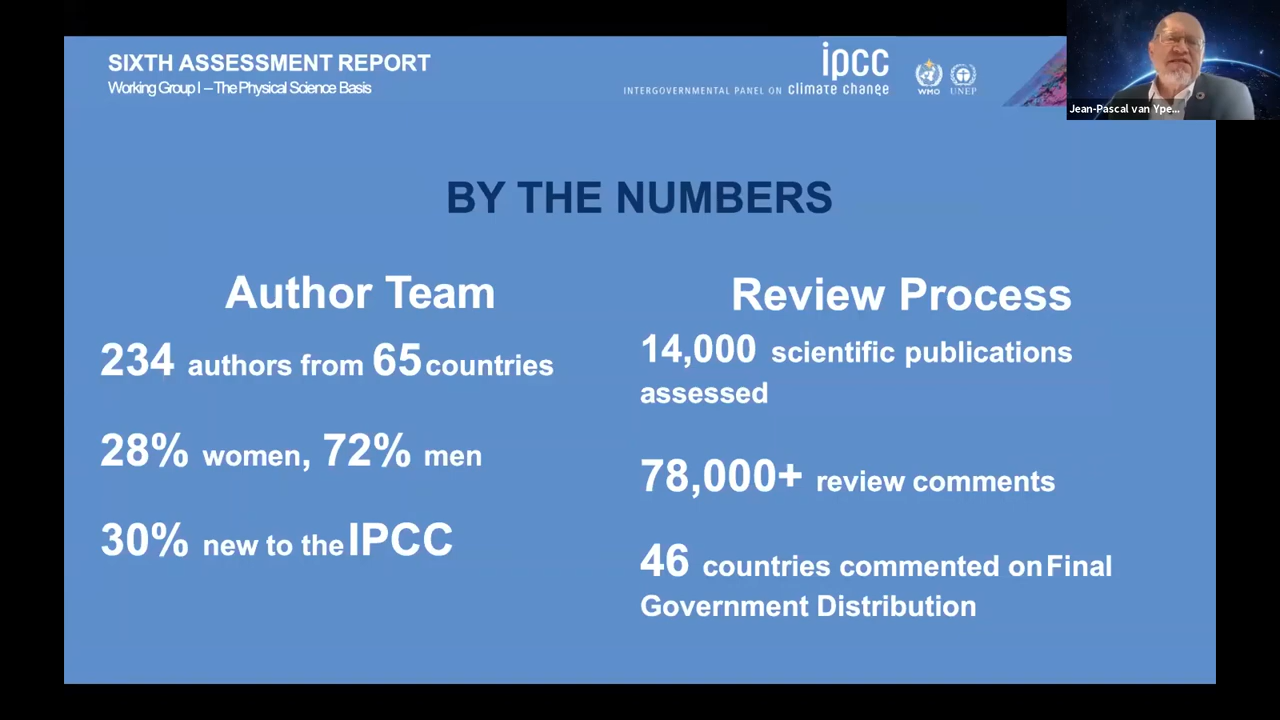 SIXTH ASSESSMENT REPORT
Working Group I – The Physical Science Basis
ipcc
INTERGOVERNMENTAL PANEL ON climate change
WMO
UNEP
Jean-Pascal van Ype...
BY THE NUMBERS
Author Team
234 authors from 65 countries
28% women, 72% men
30% new to the IPCC
Review Process
14,000 scientific publications
assessed
78,000+ review comments
46 countries commented on Final
Government Distribution